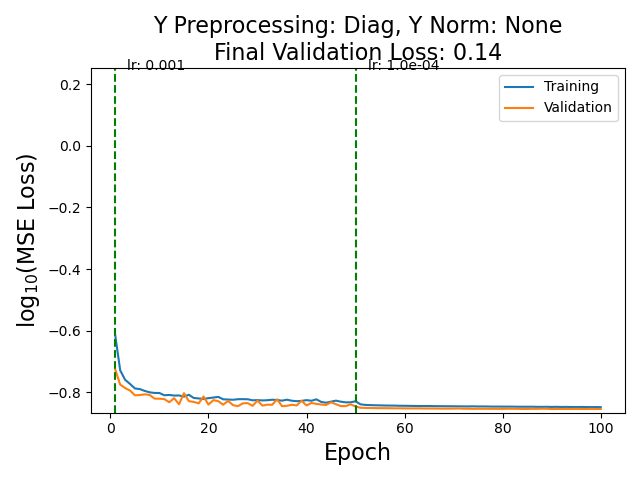 Y Preprocessing: Diag, Y Norm: None
Final Validation Loss: 0.14
lr: 0.001
lr: 1.0e-04
Training
Validation
0.2
0.0
−0.2
−0.4
−0.6
−0.8
log10(MSE Loss)
0
20
40
60
80
100
Epoch